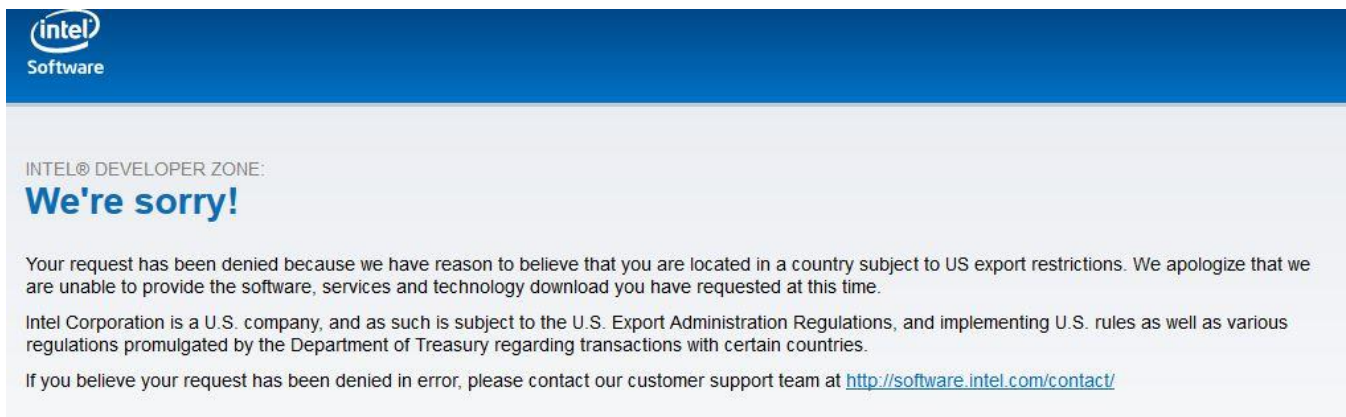 intel
Software
INTEL® DEVELOPER ZONE:
We're sorry!
Your request has been denied because we have reason to believe that you are located in a country subject to US export restrictions. We apologize that we
are unable to provide the software, services and technology download you have requested at this time.
Intel Corporation is a U.S. company, and as such is subject to the U.S. Export Administration Regulations, and implementing U.S. rules as well as various
regulations promulgated by the Department of Treasury regarding transactions with certain countries.
If you believe your request has been denied in error, please contact our customer support team at http://software.intel.com/contact/